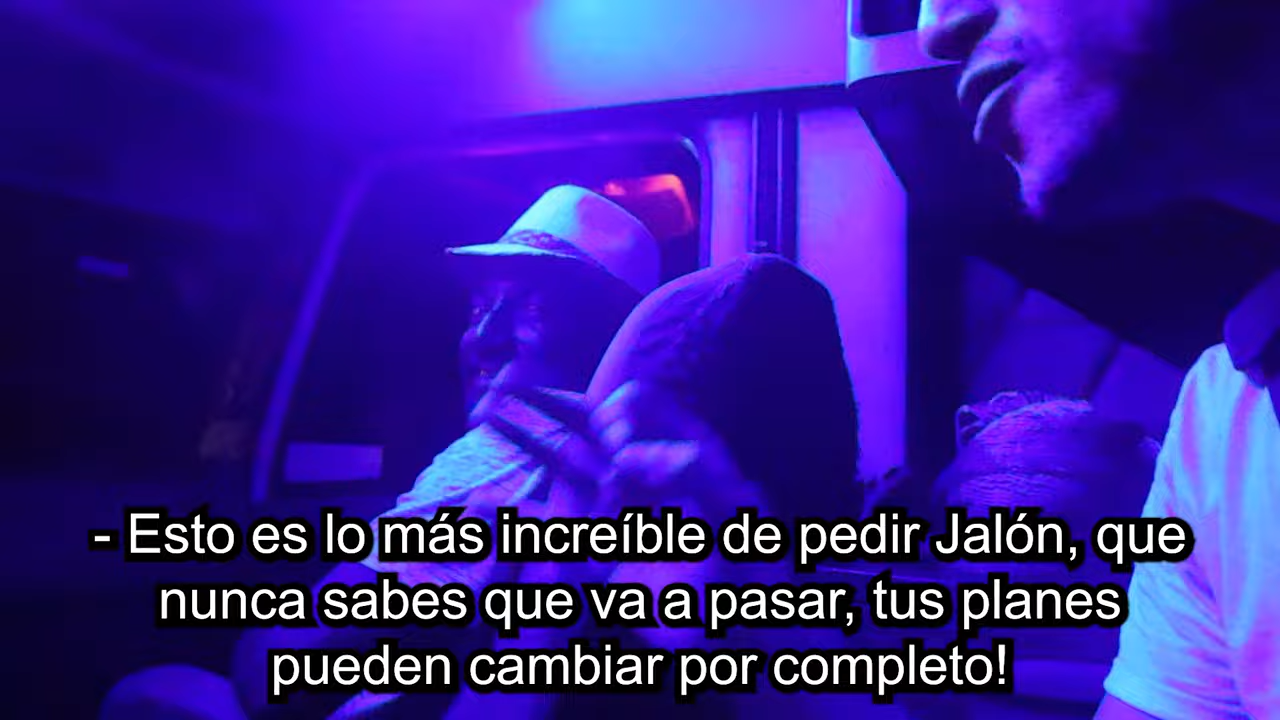 - Esto es lo más increíble de pedir Jalón, que
nunca sabes que va a pasar, tus planes
pueden cambiar por completo!